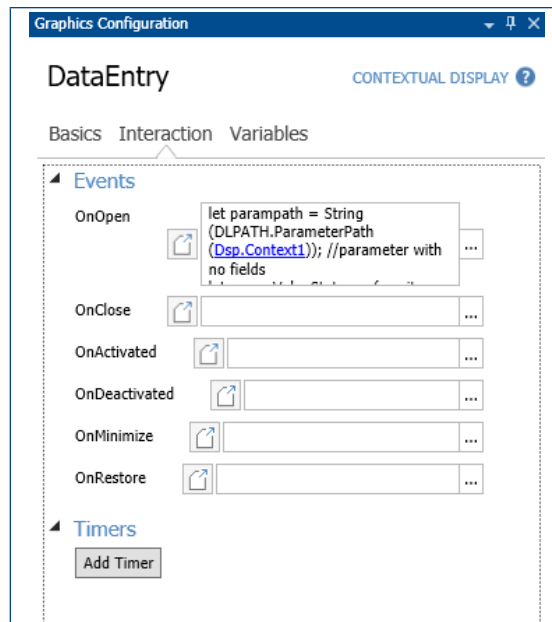 Graphics Configuration
DataEntry
CONTEXTUAL DISPLAY ?
Basics Interaction Variables
Events
OnOpen
let parampath = String
(DLPATH.ParameterPath
(Dsp.Context1)); //parameter with
no fields
...
OnClose ...
OnActivated ...
OnDeactivated ...
OnMinimize ...
OnRestore ...
Timers
Add Timer